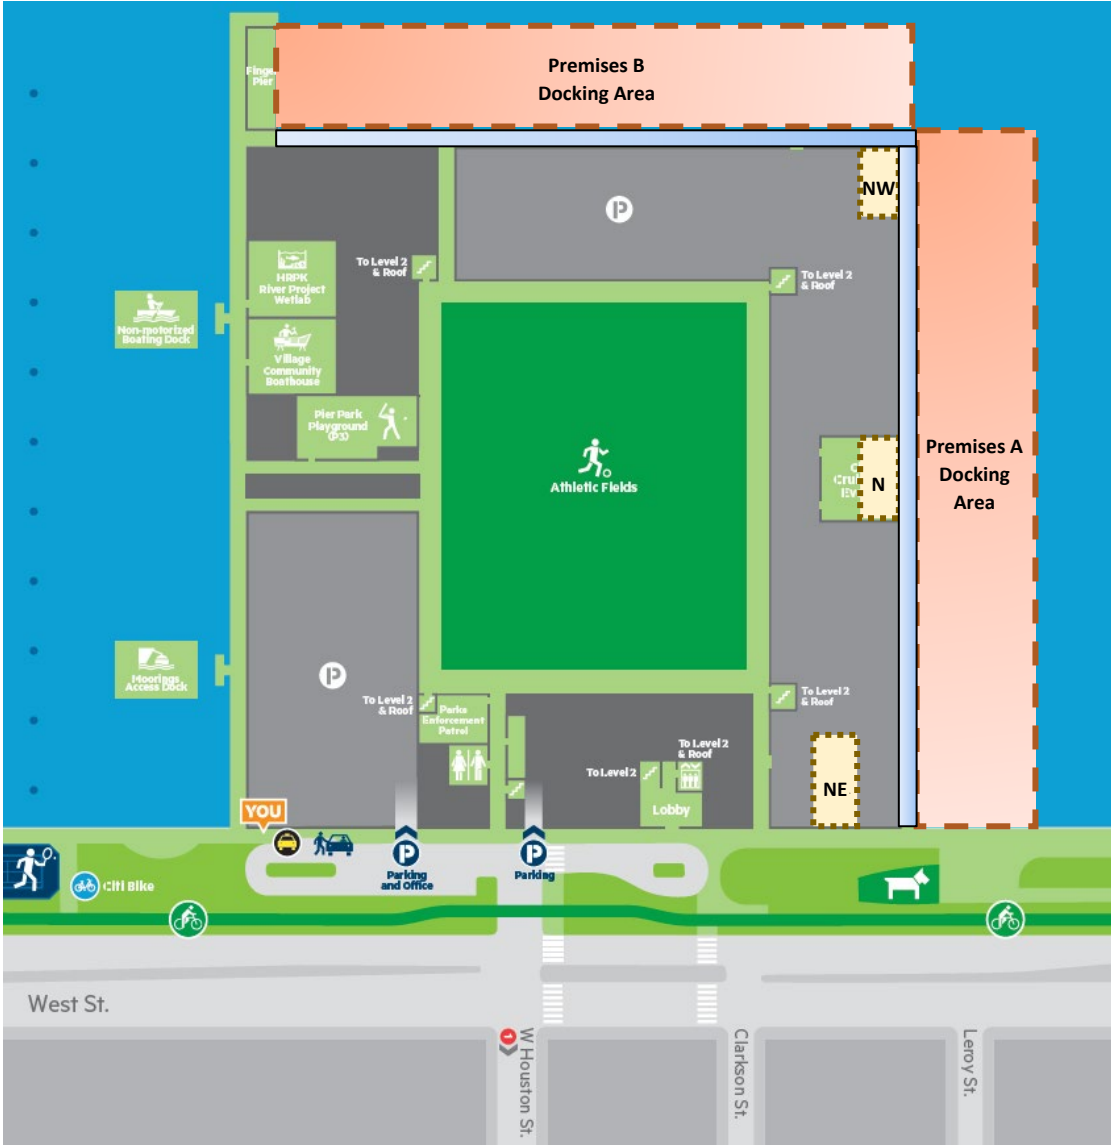 Premises B
Docking Area
Pier
NW
P
To Level 2
& Roof
To Level 2
& Roof
HRPK
River Project
Wetlab
Non-motorized
Boating Dock
Village
Community
Boathouse
Pier Park
Playground
(P3)
Athletic Fields
N
Premises A
Docking
Area
Moorings
Access Dock
P
To Level 2
& Roof
Parks
Enforcement
Patrol
To Level 2
& Roof
To Level 2
& Roof
To Level 2
Lobby
NE
YOU
P
Parking
and Office
P
Parking
Citi Bike
West St.
1
W Houston St.
Clarkson St.
Leroy St.